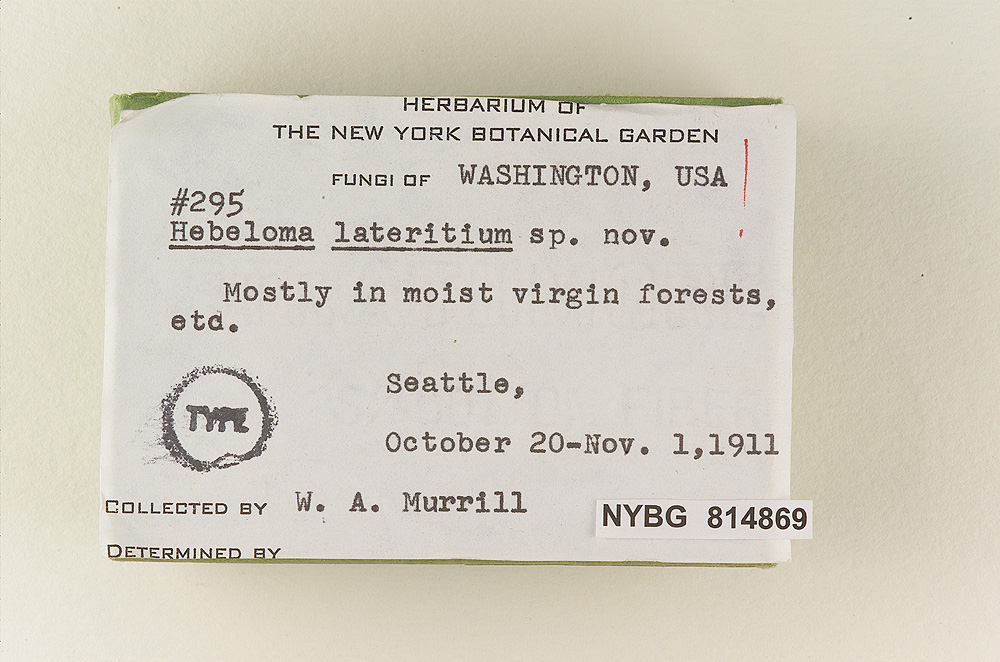 HERBARIUM OF
THE NEW YORK BOTANICAL GARDEN
FUNGI OF WASHINGTON, USA
#295
Hebeloma lateritium sp. nov.
Mostly in moist virgin forests,
etd.
TYPE
Seattle,
October 20-Nov. 1,1911
COLLECTED BY W. A. Murrill
NYBG 814869
DETERMINED BY